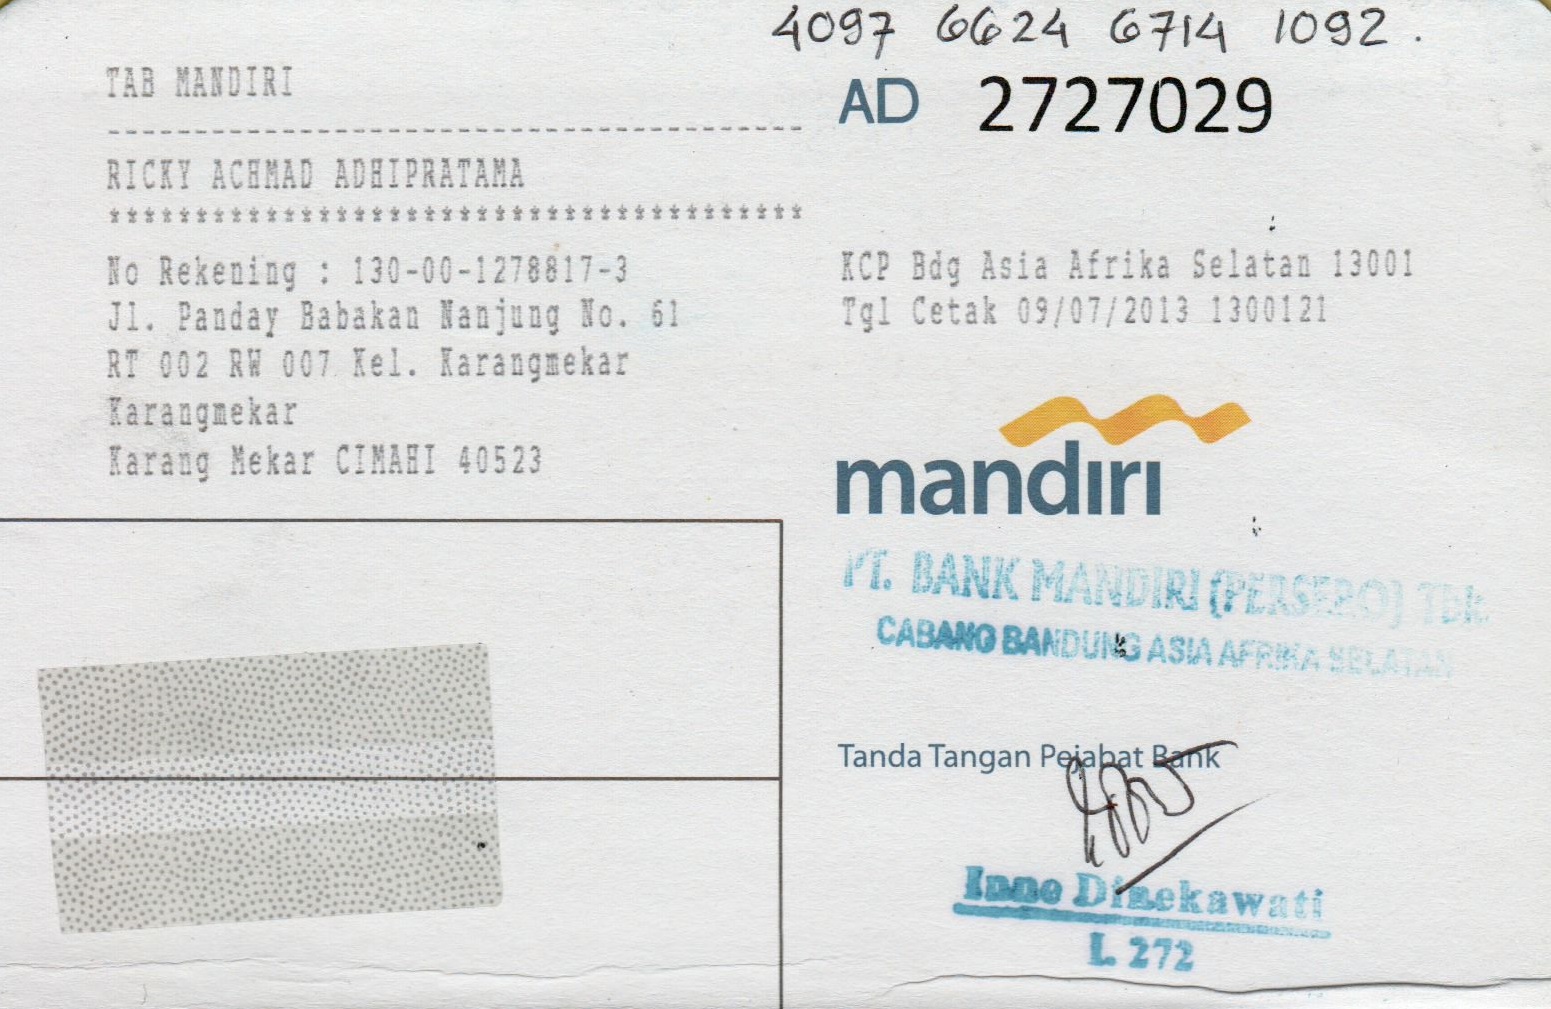 4097 6624 6714 1092.
TAB MANDIRI
AD 2727029
----------------------------------------
RICKY ACHMAD ADHIPRATAMA
****************************************
No Rekening : 130-00-1278817-3
Jl. Panday Babakan Nanjung No. 61
RT 002 RW 007 Kel. Karangmekar
Karangmekar
Karang Mekar CIMAHI 40523
KCP Bdg Asia Afrika Selatan 13001
Tgl Cetak 09/07/2013 1300121
mandiri
PT. BANK MANDIRI (PERSERO) Tbk.
CABANG BANDUNG ASIA AFRIKA SELATAN
Tanda Tangan Pejabat Bank
Inne Dinekawati
L 272